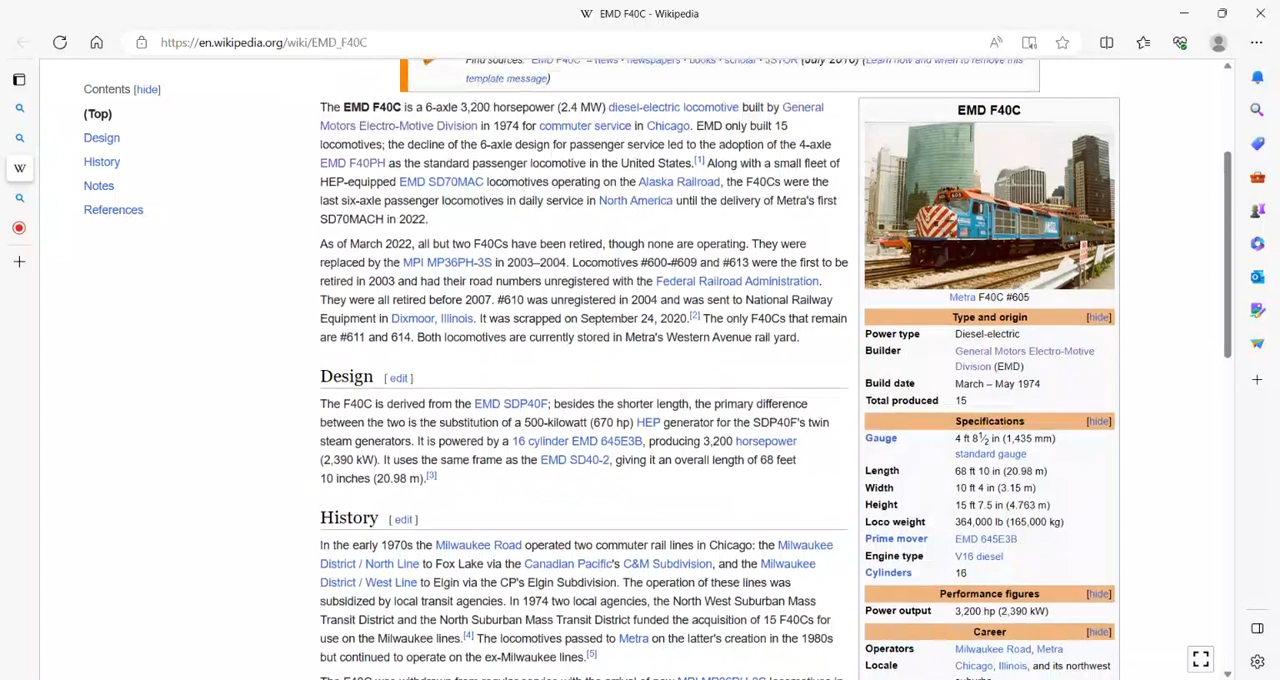 EMD F40C - Wikipedia
https://en.wikipedia.org/wiki/EMD_F40C
Find sources: "EMD F40C" – news · newspapers · books · scholar · JSTOR (July 2016) (Learn how and when to remove this
template message)
Contents [hide]
(Top)
Design
History
Notes
References
The EMD F40C is a 6-axle 3,200 horsepower (2.4 MW) diesel-electric locomotive built by General
Motors Electro-Motive Division in 1974 for commuter service in Chicago. EMD only built 15
locomotives; the decline of the 6-axle design for passenger service led to the adoption of the 4-axle
EMD F40PH as the standard passenger locomotive in the United States.[1] Along with a small fleet of
HEP-equipped EMD SD70MAC locomotives operating on the Alaska Railroad, the F40Cs were the
last six-axle passenger locomotives in daily service in North America until the delivery of Metra's first
SD70MACH in 2022.
As of March 2022, all but two F40Cs have been retired, though none are operating. They were
replaced by the MPI MP36PH-3S in 2003–2004. Locomotives #600-#609 and #613 were the first to be
retired in 2003 and had their road numbers unregistered with the Federal Railroad Administration.
They were all retired before 2007. #610 was unregistered in 2004 and was sent to National Railway
Equipment in Dixmoor, Illinois. It was scrapped on September 24, 2020.[2] The only F40Cs that remain
are #611 and 614. Both locomotives are currently stored in Metra's Western Avenue rail yard.
Design [ edit ]
The F40C is derived from the EMD SDP40F; besides the shorter length, the primary difference
between the two is the substitution of a 500-kilowatt (670 hp) HEP generator for the SDP40F's twin
steam generators. It is powered by a 16 cylinder EMD 645E3B, producing 3,200 horsepower
(2,390 kW). It uses the same frame as the EMD SD40-2, giving it an overall length of 68 feet
10 inches (20.98 m).[3]
History [ edit ]
In the early 1970s the Milwaukee Road operated two commuter rail lines in Chicago: the Milwaukee
District / North Line to Fox Lake via the Canadian Pacific's C&M Subdivision, and the Milwaukee
District / West Line to Elgin via the CP's Elgin Subdivision. The operation of these lines was
subsidized by local transit agencies. In 1974 two local agencies, the North West Suburban Mass
Transit District and the North Suburban Mass Transit District funded the acquisition of 15 F40Cs for
use on the Milwaukee lines.[4] The locomotives passed to Metra on the latter's creation in the 1980s
but continued to operate on the ex-Milwaukee lines.[5]
EMD F40C
Metra F40C #605
Type and origin [hide]
Power type Diesel-electric
Builder General Motors Electro-Motive
Division (EMD)
Build date March – May 1974
Total produced 15
Specifications [hide]
Gauge 4 ft 8 1⁄2 in (1,435 mm)
standard gauge
Length 68 ft 10 in (20.98 m)
Width 10 ft 4 in (3.15 m)
Height 15 ft 7.5 in (4.763 m)
Loco weight 364,000 lb (165,000 kg)
Prime mover EMD 645E3B
Engine type V16 diesel
Cylinders 16
Performance figures [hide]
Power output 3,200 hp (2,390 kW)
Career [hide]
Operators Milwaukee Road, Metra
Locale Chicago, Illinois, and its northwest